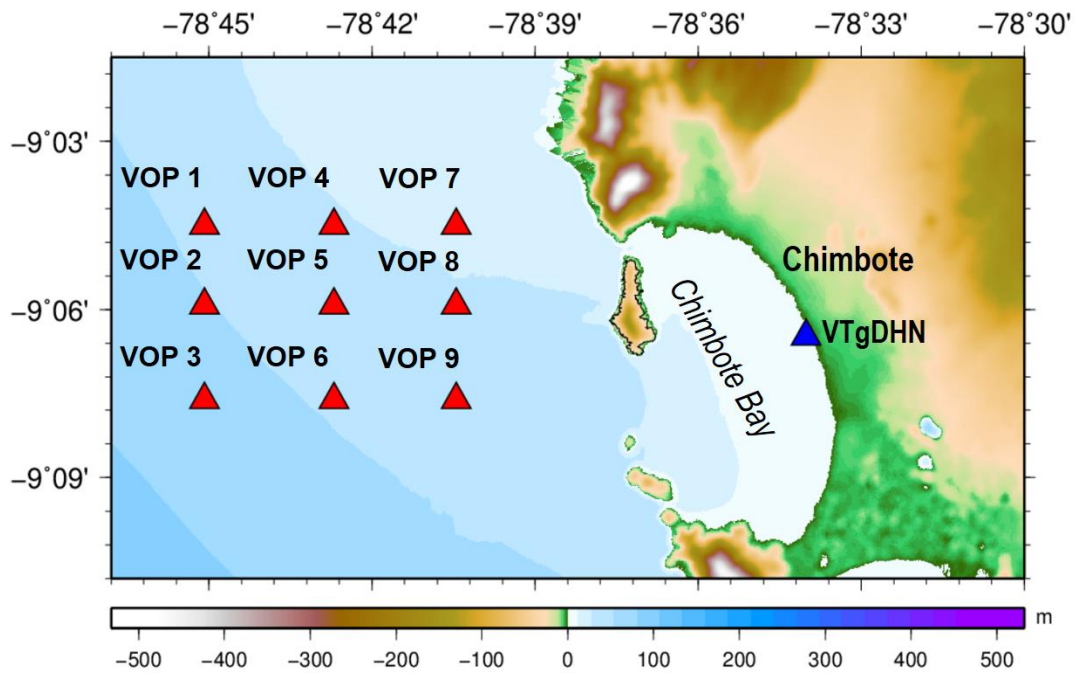 −78°45' −78°42' −78°39' −78°36' −78°33' −78°30'
−9°03'
VOP 1 VOP 4 VOP 7
VOP 2 VOP 5 VOP 8
Chimbote
−9°06'
Chimbote Bay
VTgDHN
VOP 3 VOP 6 VOP 9
−9°09'
m
−500 −400 −300 −200 −100 0 100 200 300 400 500